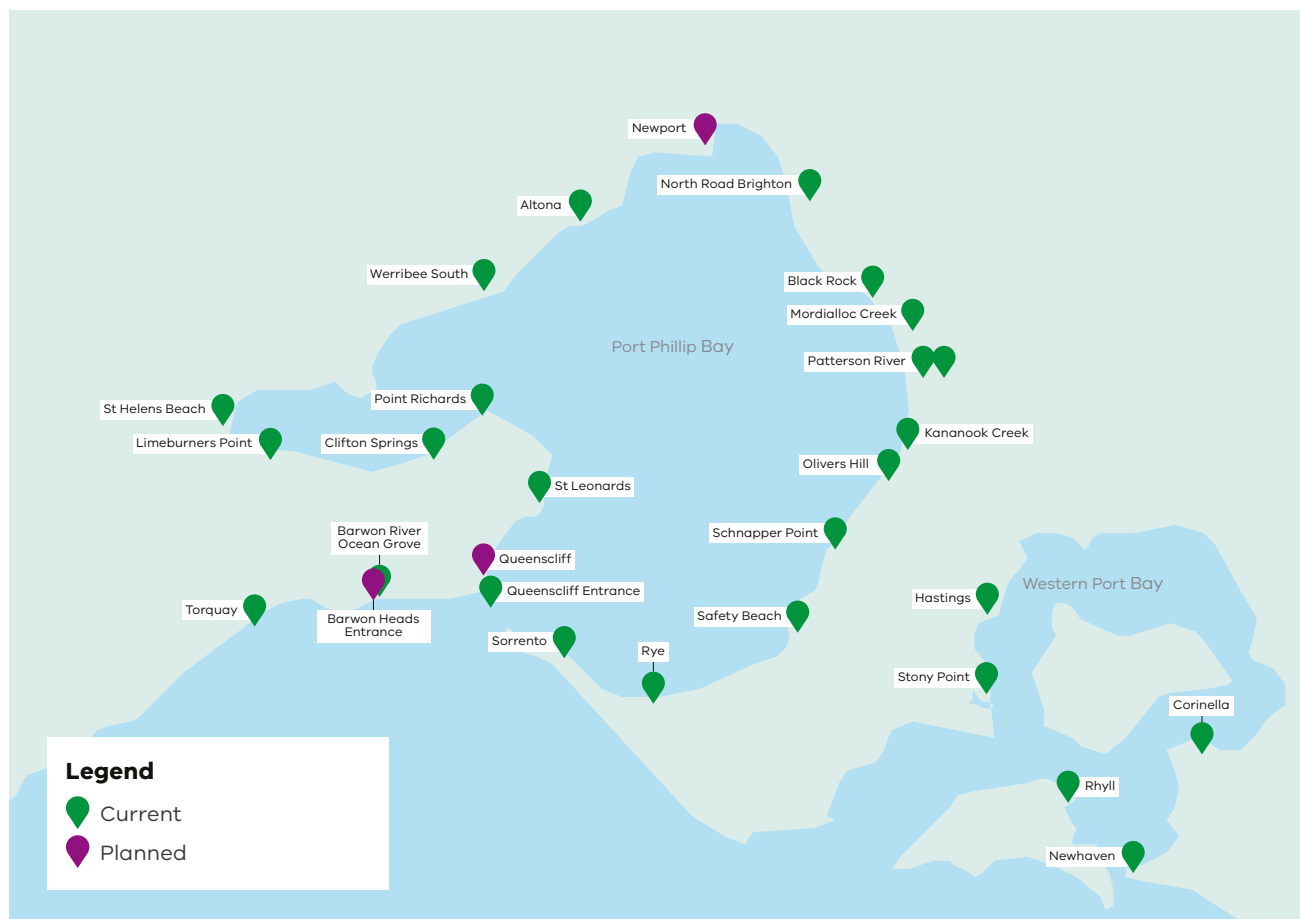 Newport
North Road Brighton
Altona
Werribee South
Black Rock
Mordialloc Creek
Port Phillip Bay
Patterson River
Point Richards
St Helens Beach
Limeburners Point
Clifton Springs
Kananook Creek
Olivers Hill
St Leonards
Schnapper Point
Barwon River
Ocean Grove
Queenscliff
Queenscliff Entrance
Western Port Bay
Hastings
Torquay
Barwon Heads
Entrance
Safety Beach
Sorrento
Rye
Stony Point
Corinella
Rhyll
Newhaven
Legend
Current
Planned